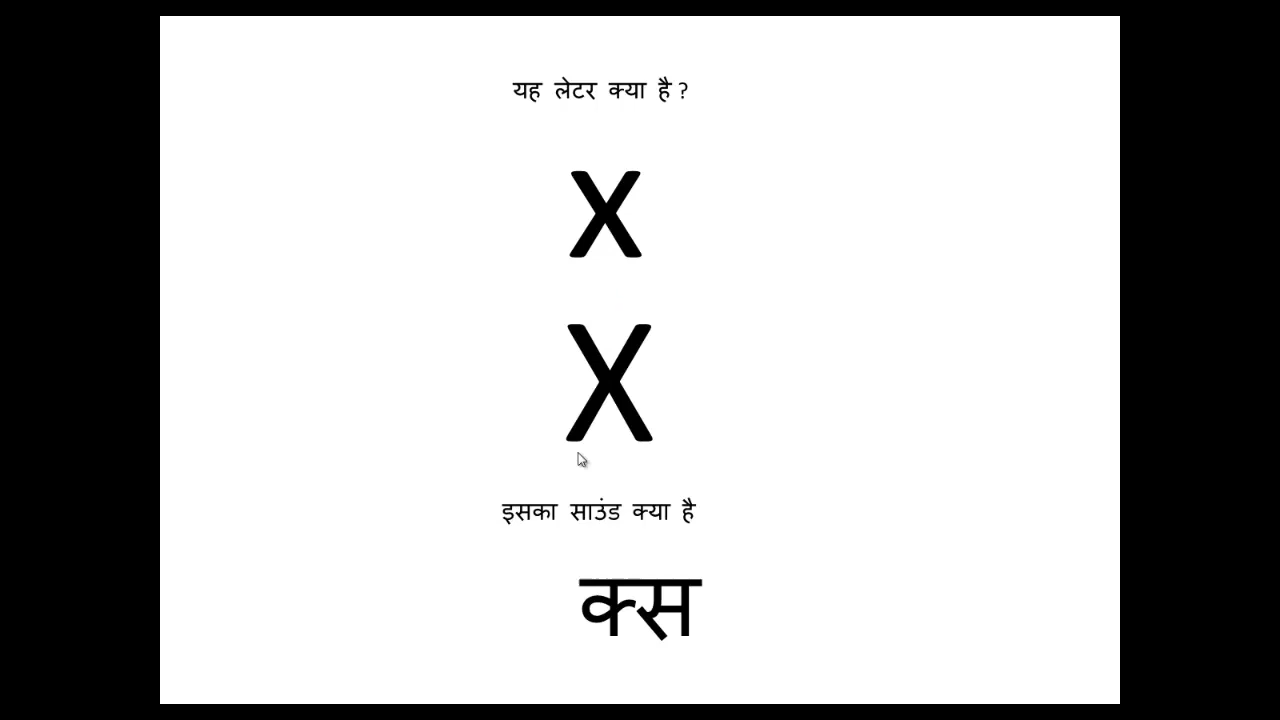 यह लेटर क्या है ?
x
X
इसका साउंड क्या है
क्स